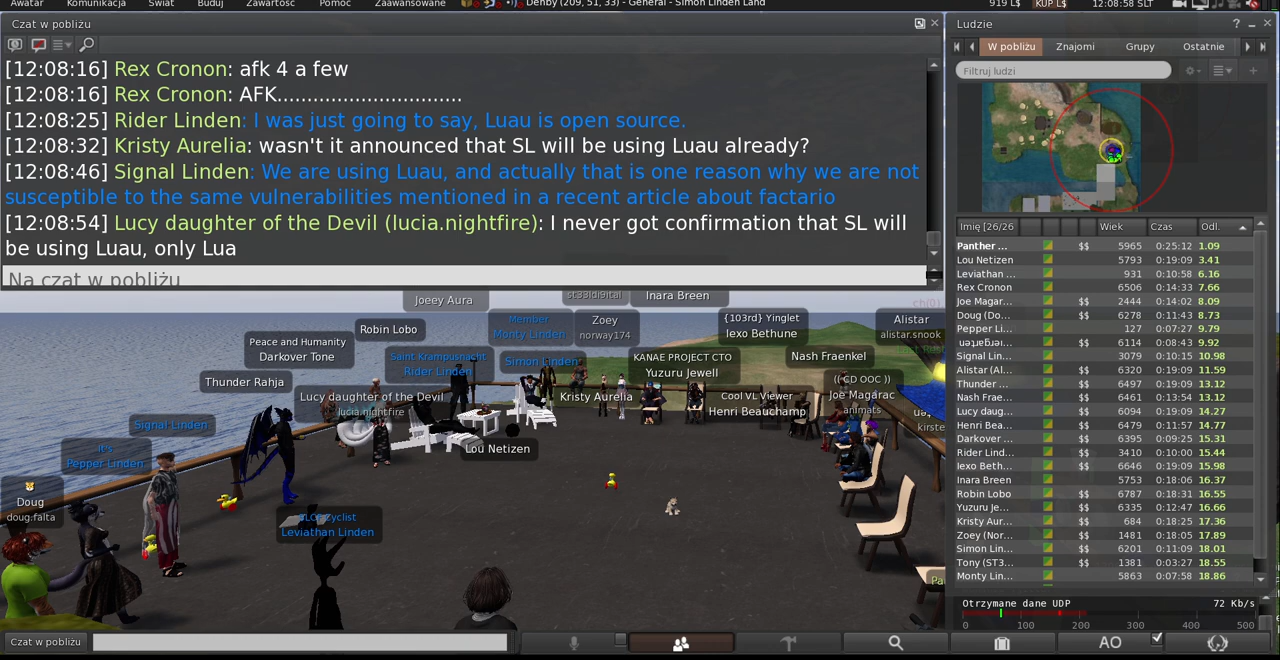 Awatar Komunikacja Świat Buduj Zawartość Pomoc Zaawansowane Denby (209, 51, 33) - General - Simon Linden Land 919 L$ KUP L$ 12:08:58 SLT
Czat w pobliżu
[12:08:16] Rex Cronon: afk 4 a few
[12:08:16] Rex Cronon: AFK...............................
[12:08:25] Rider Linden: I was just going to say, Luau is open source.
[12:08:32] Kristy Aurelia: wasn't it announced that SL will be using Luau already?
[12:08:46] Signal Linden: We are using Luau, and actually that is one reason why we are not
susceptible to the same vulnerabilities mentioned in a recent article about factario
[12:08:54] Lucy daughter of the Devil (lucia.nightfire): I never got confirmation that SL will
be using Luau, only Lua
Na czat w pobliżu
Joeey Aura
Inara Breen
ch(0)
Robin Lobo
Member
Monty Linden
Zoey
norway174
{103rd} Yinglet
Iexo Bethune
Alistar
alistar.snook
Peace and Humanity
Darkover Tone
Saint Krampusnacht
Rider Linden
Simon Linden
KANAE PROJECT CTO
Yuzuru Jewell
Nash Fraenkel
Thunder Rahja
Lucy daughter of the Devil
lucia.nightfire
Kristy Aurelia
Cool VL Viewer
Henri Beauchamp
(( CD OOC ))
Joe Magarac
animats
Signal Linden
It's
Pepper Linden
Lou Netizen
kirste
Doug
doug.falta
Leviathan Linden
Pa
Czat w pobliżu
Ludzie
W pobliżu Znajomi Grupy Ostatnie
Filtruj ludzi
Imię [26/26 Wiek Czas Odl.
Panther ... $$ 5965 0:25:12 1.09
Lou Netizen 5793 0:19:09 3.41
Leviathan ... 931 0:10:58 6.16
Rex Cronon 6506 0:14:33 7.66
Joe Magar... $$ 2444 0:14:02 8.09
Doug (Do... $$ 6278 0:11:43 8.73
Pepper Li... 127 0:07:27 9.79
$$ 6114 0:08:43 9.92
Signal Lin... 3079 0:10:15 10.98
Alistar (Al... $$ 6320 0:19:09 11.59
Thunder ... $$ 6497 0:19:09 13.12
Nash Frae... $$ 6461 0:13:54 13.12
Lucy daug... $$ 6094 0:19:09 14.27
Henri Bea... $$ 6479 0:11:57 14.77
Darkover ... $$ 6395 0:09:25 15.31
Rider Lind... $$ 3410 0:10:00 15.44
Iexo Beth... $$ 6646 0:19:09 15.98
Inara Breen 5753 0:18:06 16.37
Robin Lobo $$ 6787 0:18:31 16.55
Yuzuru Je... $$ 6335 0:12:47 16.66
Kristy Aur... $$ 684 0:18:25 17.36
Zoey (Nor... $$ 1481 0:18:05 17.89
Simon Lin... $$ 6201 0:11:09 18.01
Tony (ST3... $$ 1381 0:03:27 18.55
Monty Lin... 5863 0:07:58 18.86
Otrzymane dane UDP 72 Kb/s
0 100 200 300 400 500
AO